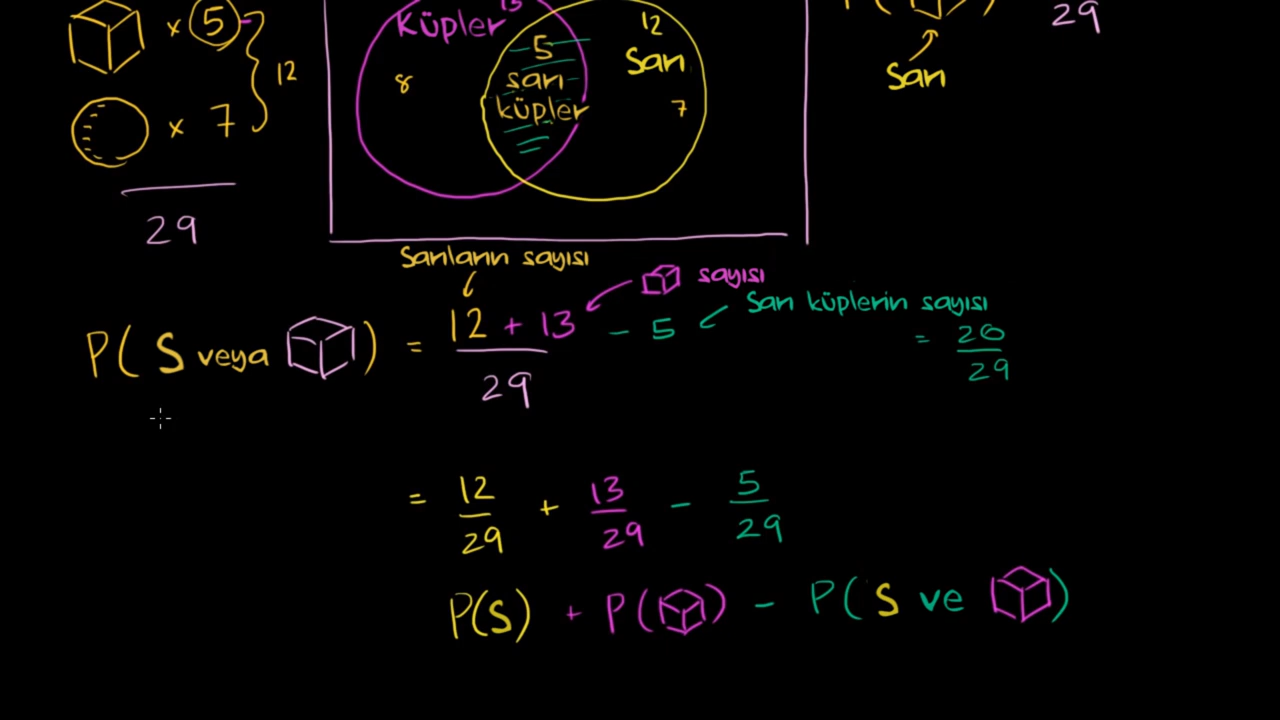 x 5
12
x 7
29
Küpler 13
8
5
sarı
küpler
12
Sarı
7
29
Sarı
Sarıların sayısı
sayısı
Sarı küplerin sayısı
P( S veya ) = 12 + 13 - 5 = 20/29
29
= 12/29 + 13/29 - 5/29
P(S) + P( ) - P( S ve )